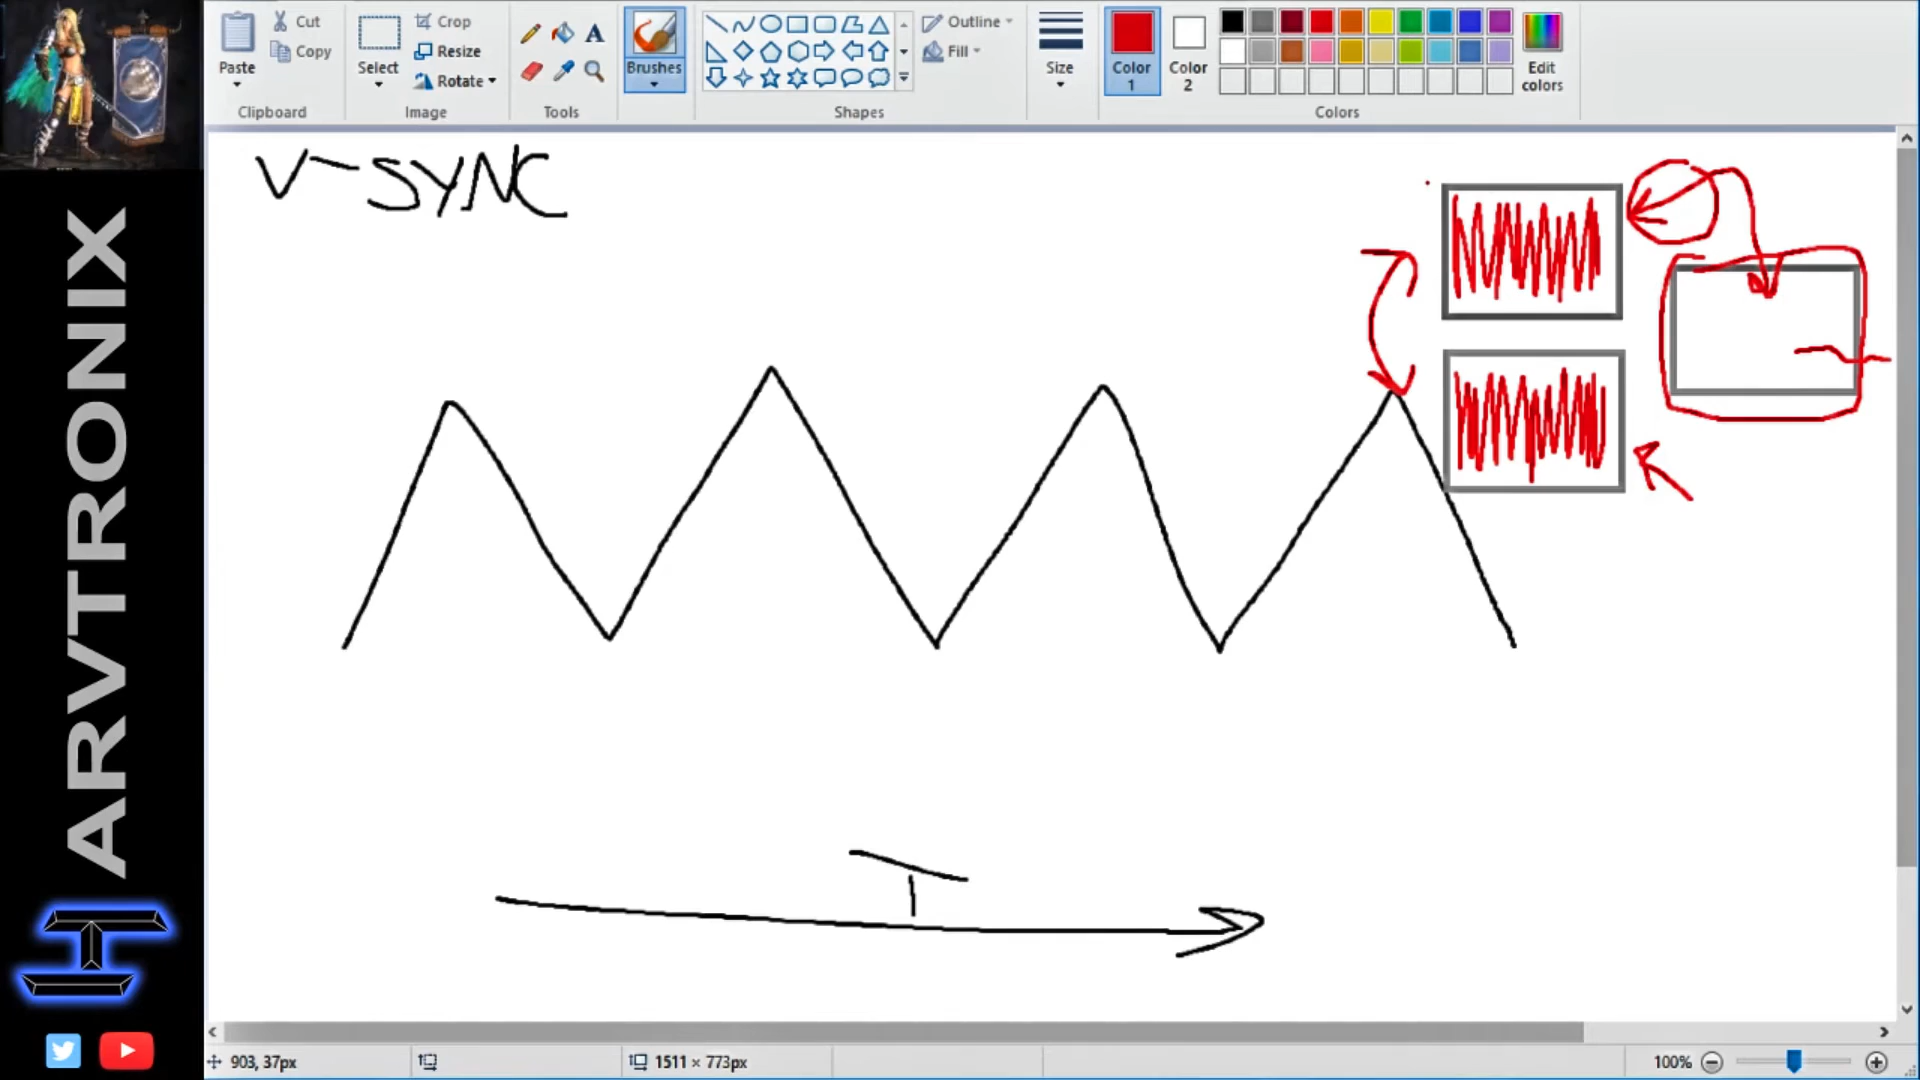 Cut
Copy
Paste
Clipboard
Select
Crop
Resize
Rotate
Image
A
Tools
Brushes
Outline
Fill
Shapes
Size
Color 1
Color 2
Edit colors
Colors
V-SYNC
T
ARVTRONIX
903, 37px
1511 × 773px
100%